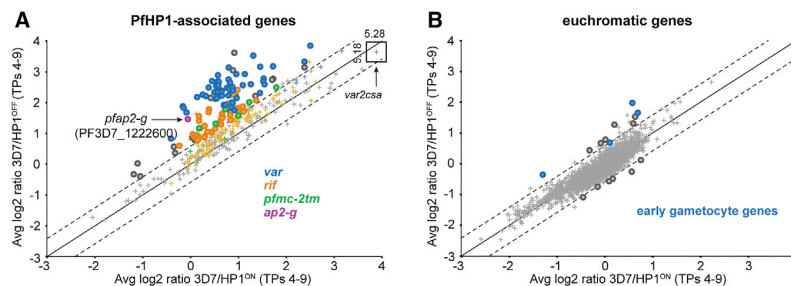 A
PfHP1-associated genes
Avg log2 ratio 3D7/HP1ᴼᶠᶠ (TPs 4-9)
4
3
2
1
0
-1
-2
-3
5.28
5.18
var2csa
pfap2-g
(PF3D7_1222600)
var
rif
pfmc-2tm
ap2-g
-3 -2 -1 0 1 2 3 4
Avg log2 ratio 3D7/HP1ᴼᴺ (TPs 4-9)
B
euchromatic genes
Avg log2 ratio 3D7/HP1ᴼᶠᶠ (TPs 4-9)
4
3
2
1
0
-1
-2
-3
early gametocyte genes
-3 -2 -1 0 1 2 3
Avg log2 ratio 3D7/HP1ᴼᴺ (TPs 4-9)